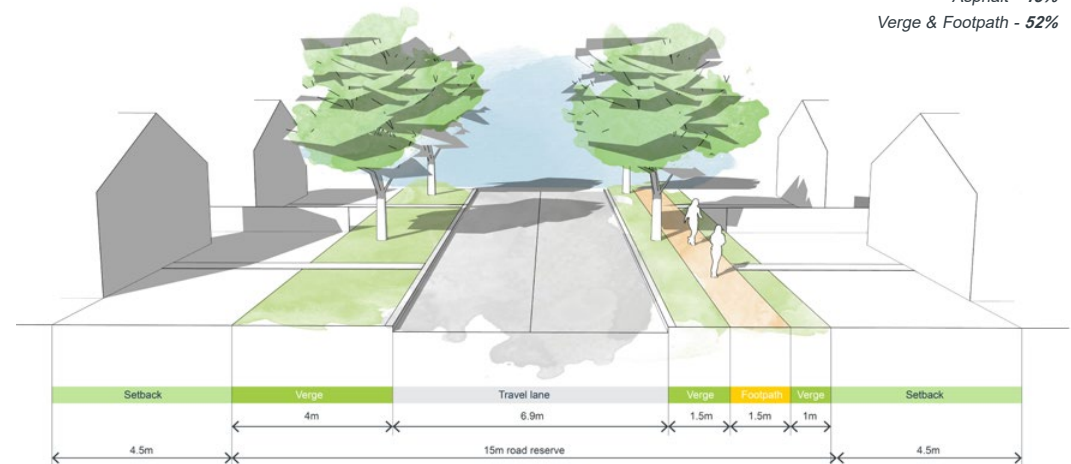 Verge & Footpath - 52%
Setback
Verge
Travel lane
Verge
Footpath
Verge
Setback
4m
6.9m
1.5m
1.5m
1m
4.5m
15m road reserve
4.5m